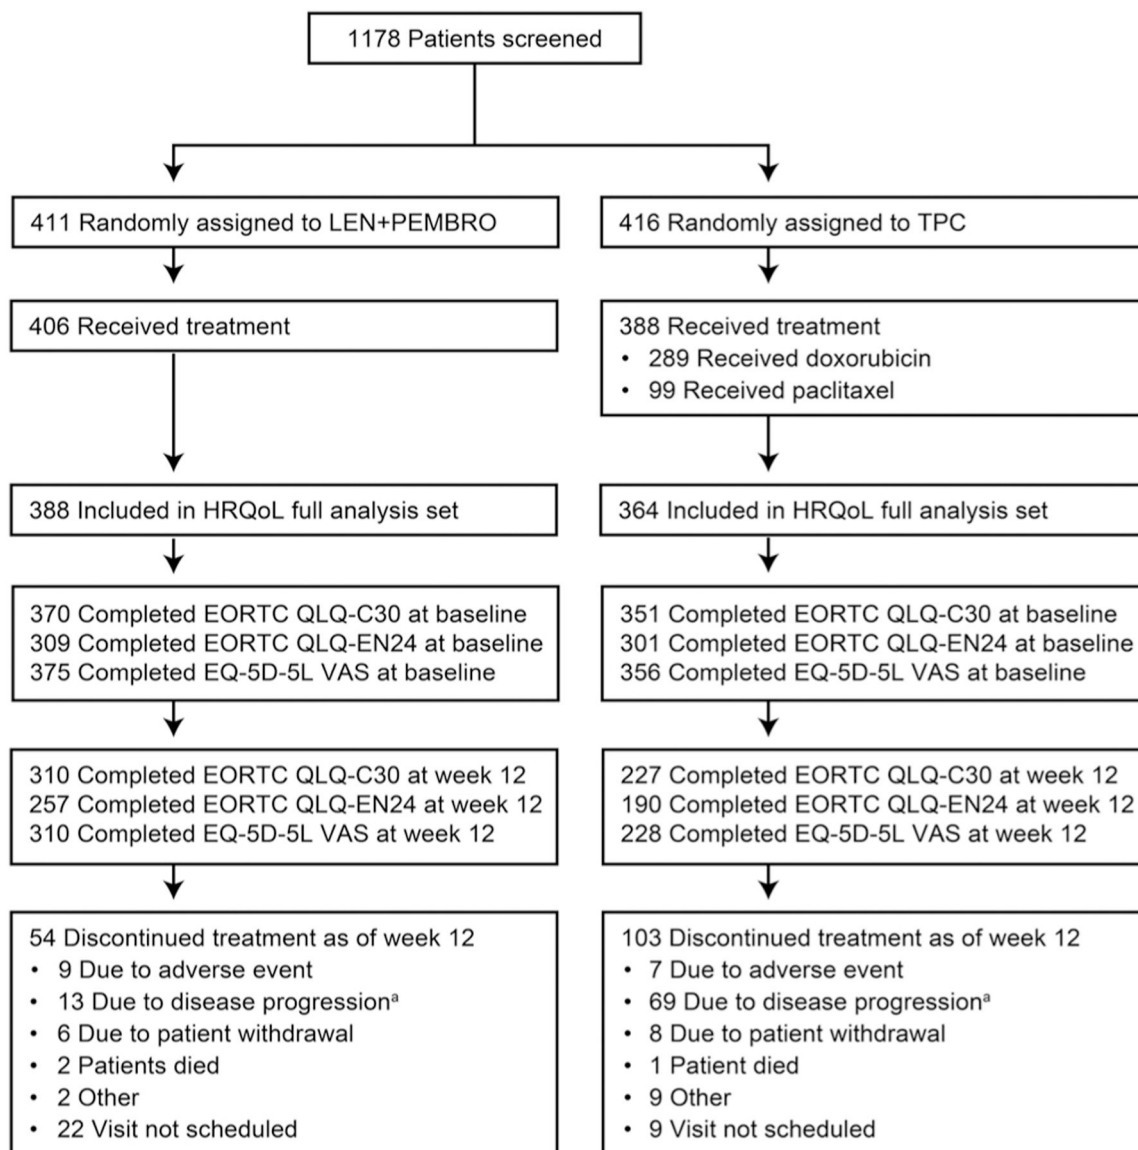 1178 Patients screened
411 Randomly assigned to LEN+PEMBRO
416 Randomly assigned to TPC
406 Received treatment
388 Received treatment
• 289 Received doxorubicin
• 99 Received paclitaxel
388 Included in HRQoL full analysis set
364 Included in HRQoL full analysis set
370 Completed EORTC QLQ-C30 at baseline
309 Completed EORTC QLQ-EN24 at baseline
375 Completed EQ-5D-5L VAS at baseline
351 Completed EORTC QLQ-C30 at baseline
301 Completed EORTC QLQ-EN24 at baseline
356 Completed EQ-5D-5L VAS at baseline
310 Completed EORTC QLQ-C30 at week 12
257 Completed EORTC QLQ-EN24 at week 12
310 Completed EQ-5D-5L VAS at week 12
227 Completed EORTC QLQ-C30 at week 12
190 Completed EORTC QLQ-EN24 at week 12
228 Completed EQ-5D-5L VAS at week 12
54 Discontinued treatment as of week 12
• 9 Due to adverse event
• 13 Due to disease progressionᵃ
• 6 Due to patient withdrawal
• 2 Patients died
• 2 Other
• 22 Visit not scheduled
103 Discontinued treatment as of week 12
• 7 Due to adverse event
• 69 Due to disease progressionᵃ
• 8 Due to patient withdrawal
• 1 Patient died
• 9 Other
• 9 Visit not scheduled